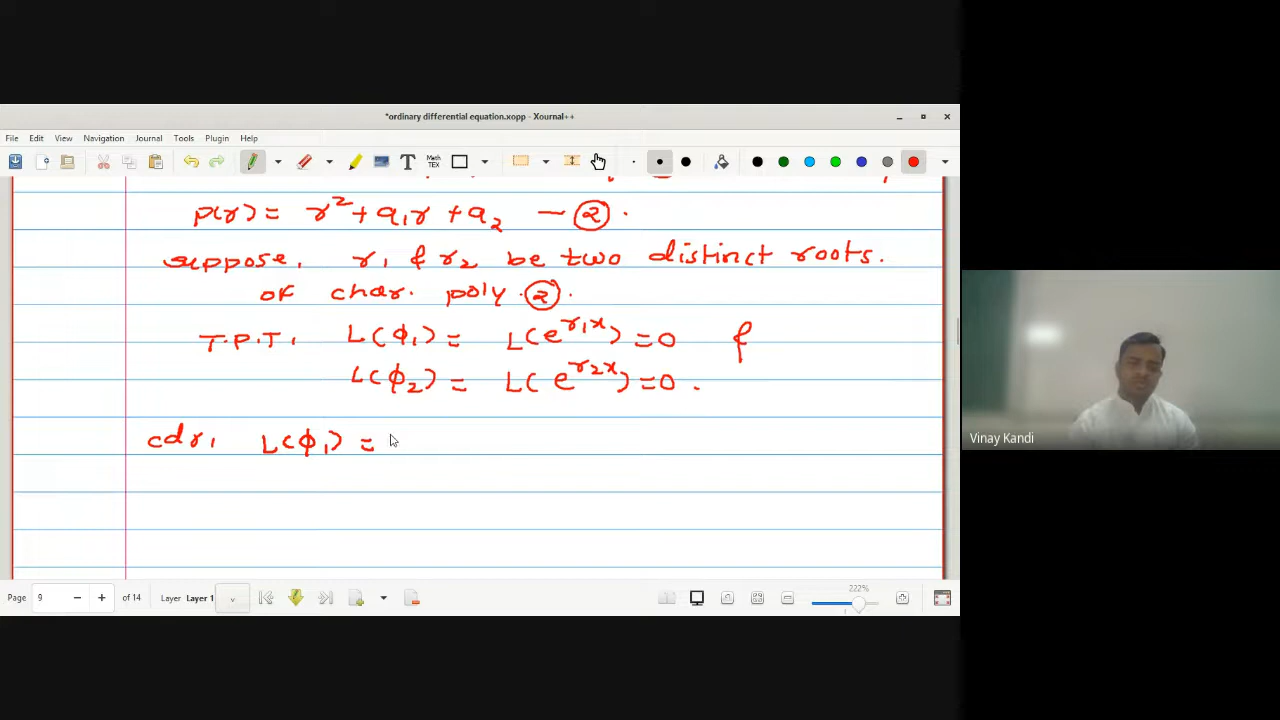 *ordinary differential equation.xopp - Xournal++
File Edit View Navigation Journal Tools Plugin Help
p(r) = r² + a₁r + a₂ — ②.
suppose, r₁ & r₂ be two distinct roots.
of char. poly. ②.
T.P.T. L(ϕ₁) = L(e^{r₁x}) = 0 &
L(ϕ₂) = L(e^{r₂x}) = 0.
cdr, L(ϕ₁) =
Vinay Kandi
Page 9 of 14 Layer Layer 1 222%